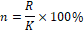 n = R/K × 100%